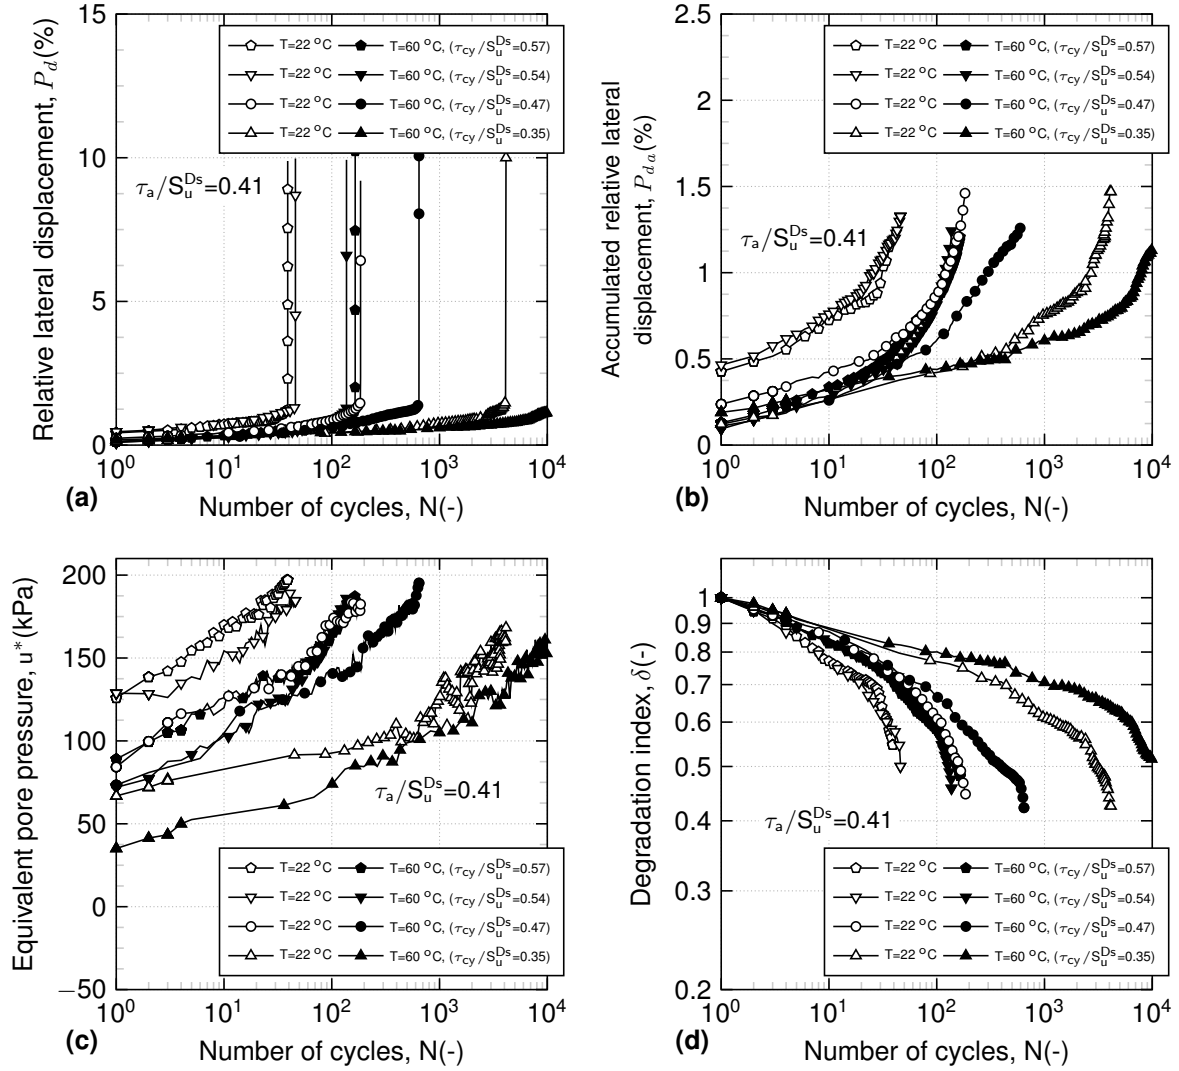 15
10
5
0
Relative lateral displacement, P_d(%)
T=22 °C T=60 °C, (τ_cy/S_u^Ds=0.57)
T=22 °C T=60 °C, (τ_cy/S_u^Ds=0.54)
T=22 °C T=60 °C, (τ_cy/S_u^Ds=0.47)
T=22 °C T=60 °C, (τ_cy/S_u^Ds=0.35)
τ_a/S_u^Ds=0.41
10^0 10^1 10^2 10^3 10^4
(a)
Number of cycles, N(-)
2.5
2
1.5
1
0.5
0
Accumulated relative lateral
displacement, P_da(%)
T=22 °C T=60 °C, (τ_cy/S_u^Ds=0.57)
T=22 °C T=60 °C, (τ_cy/S_u^Ds=0.54)
T=22 °C T=60 °C, (τ_cy/S_u^Ds=0.47)
T=22 °C T=60 °C, (τ_cy/S_u^Ds=0.35)
τ_a/S_u^Ds=0.41
10^0 10^1 10^2 10^3 10^4
(b)
Number of cycles, N(-)
200
150
100
50
0
−50
Equivalent pore pressure, u*(kPa)
τ_a/S_u^Ds=0.41
T=22 °C T=60 °C, (τ_cy/S_u^Ds=0.57)
T=22 °C T=60 °C, (τ_cy/S_u^Ds=0.54)
T=22 °C T=60 °C, (τ_cy/S_u^Ds=0.47)
T=22 °C T=60 °C, (τ_cy/S_u^Ds=0.35)
10^0 10^1 10^2 10^3 10^4
(c)
Number of cycles, N(-)
1
0.9
0.8
0.7
0.6
0.5
0.4
0.3
0.2
Degradation index, δ(-)
τ_a/S_u^Ds=0.41
T=22 °C T=60 °C, (τ_cy/S_u^Ds=0.57)
T=22 °C T=60 °C, (τ_cy/S_u^Ds=0.54)
T=22 °C T=60 °C, (τ_cy/S_u^Ds=0.47)
T=22 °C T=60 °C, (τ_cy/S_u^Ds=0.35)
10^0 10^1 10^2 10^3 10^4
(d)
Number of cycles, N(-)